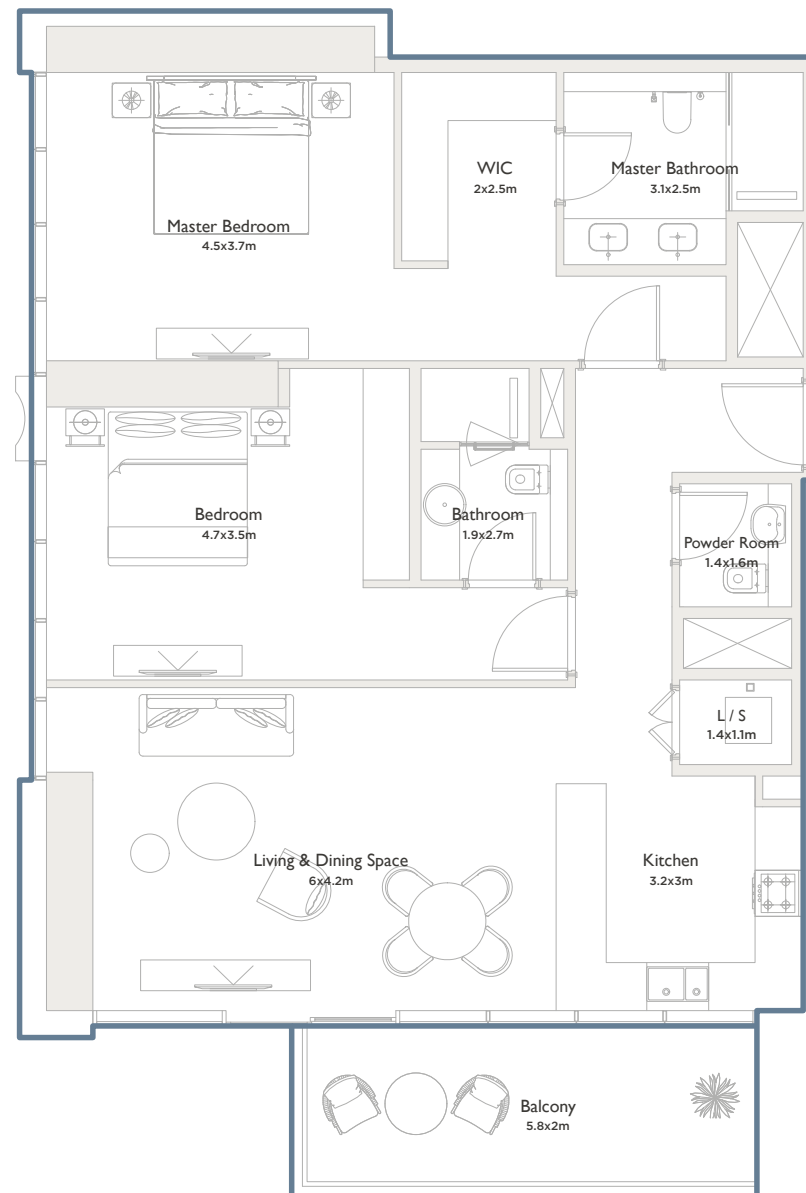 WIC
2x2.5m
Master Bathroom
3.1x2.5m
Master Bedroom
4.5x3.7m
Bedroom
4.7x3.5m
Bathroom
1.9x2.7m
Powder Room
1.4x1.6m
L / S
1.4x1.1m
Living & Dining Space
6x4.2m
Kitchen
3.2x3m
Balcony
5.8x2m